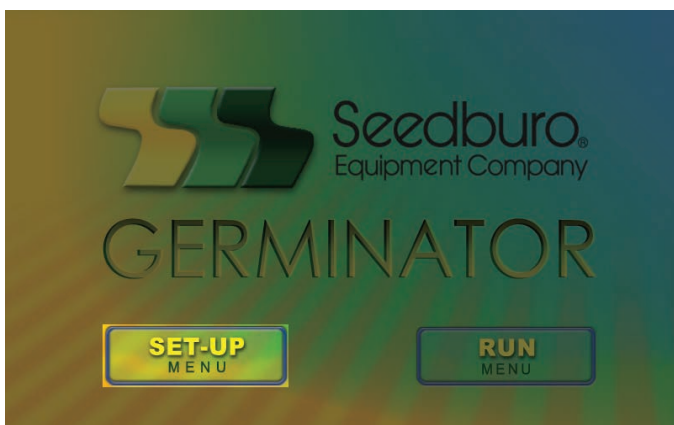 Seedburo®
Equipment Company
GERMINATOR
SET-UP
MENU
RUN
MENU